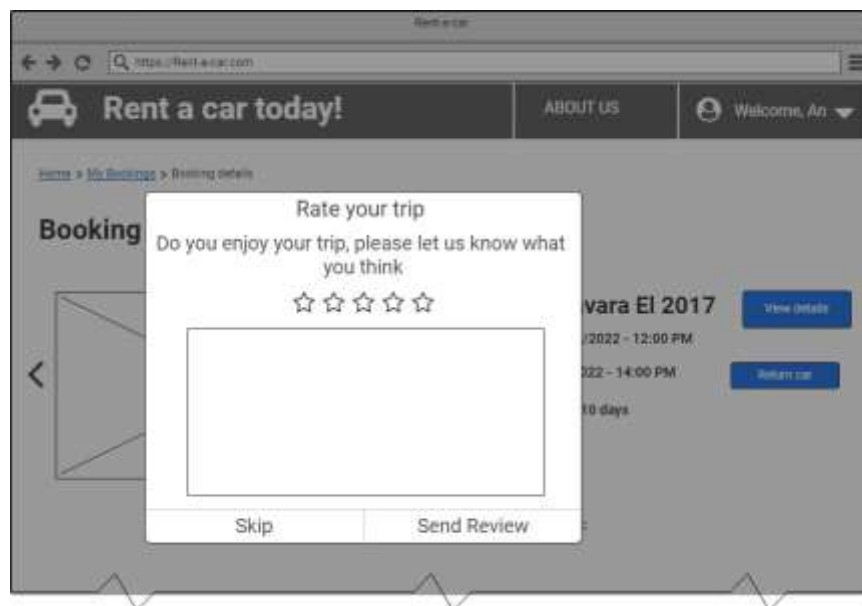 Rent-a-car
https://Rent-a-car.com
Rent a car today!
ABOUT US
Welcome, An
Home > My Bookings > Booking details
Booking
Rate your trip
Do you enjoy your trip, please let us know what
you think
vara El 2017
View details
/2022 - 12:00 PM
022 - 14:00 PM
Return car
10 days
Skip
Send Review